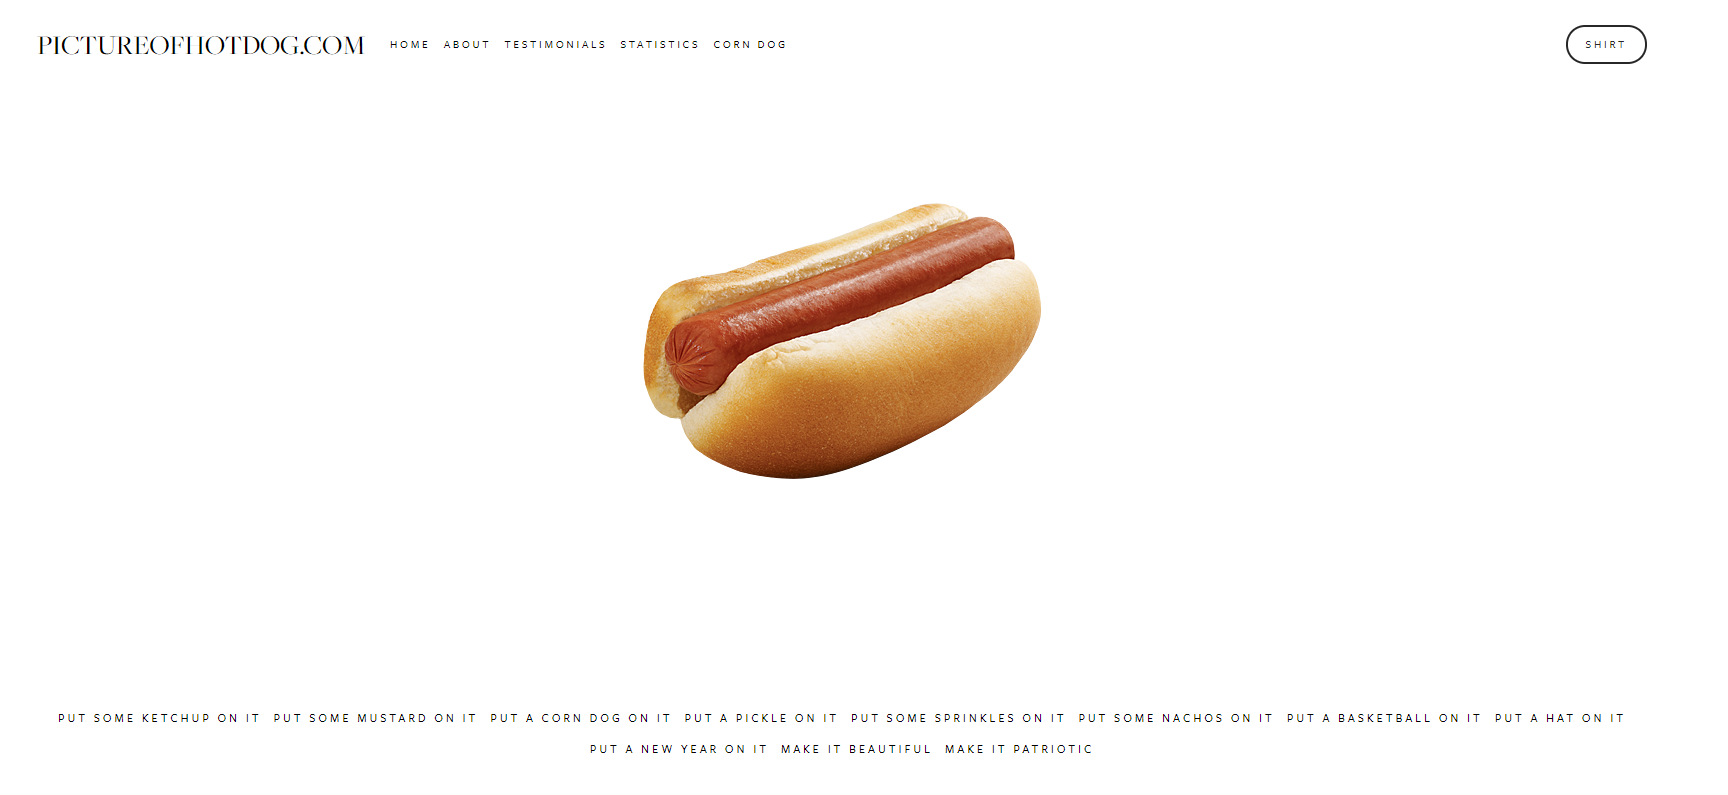 PICTUREOFHOTDOG.COM HOME ABOUT TESTIMONIALS STATISTICS CORN DOG SHIRT
PUT SOME KETCHUP ON IT PUT SOME MUSTARD ON IT PUT A CORN DOG ON IT PUT A PICKLE ON IT PUT SOME SPRINKLES ON IT PUT SOME NACHOS ON IT PUT A BASKETBALL ON IT PUT A HAT ON IT
PUT A NEW YEAR ON IT MAKE IT BEAUTIFUL MAKE IT PATRIOTIC